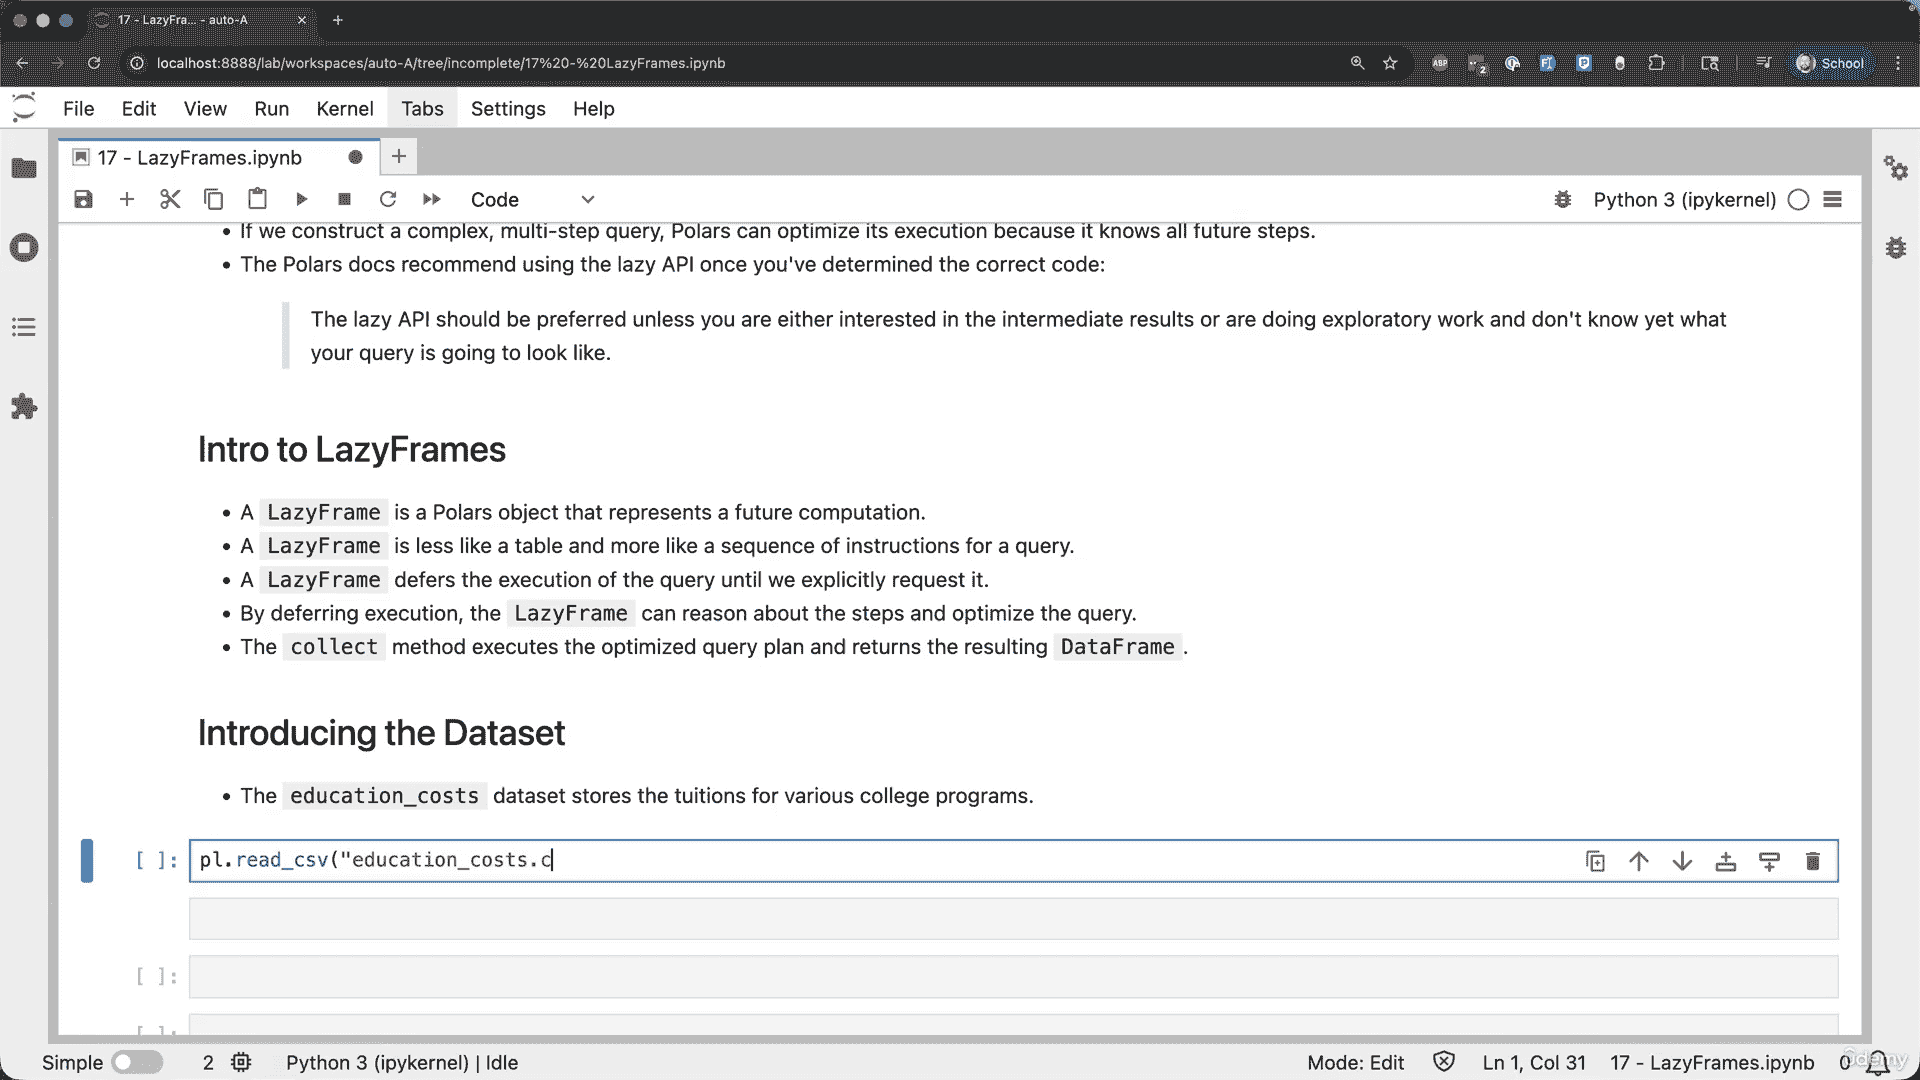 17 - LazyFra... - auto-A
localhost:8888/lab/workspaces/auto-A/tree/incomplete/17%20-%20LazyFrames.ipynb
ABP
2
School
File Edit View Run Kernel Tabs Settings Help
17 - LazyFrames.ipynb
Code
Python 3 (ipykernel)
• If we construct a complex, multi-step query, Polars can optimize its execution because it knows all future steps.
• The Polars docs recommend using the lazy API once you've determined the correct code:
The lazy API should be preferred unless you are either interested in the intermediate results or are doing exploratory work and don't know yet what
your query is going to look like.
Intro to LazyFrames
• A LazyFrame is a Polars object that represents a future computation.
• A LazyFrame is less like a table and more like a sequence of instructions for a query.
• A LazyFrame defers the execution of the query until we explicitly request it.
• By deferring execution, the LazyFrame can reason about the steps and optimize the query.
• The collect method executes the optimized query plan and returns the resulting DataFrame .
Introducing the Dataset
• The education_costs dataset stores the tuitions for various college programs.
[ ]: pl.read_csv("education_costs.c
[ ]:
[ ]:
Simple 2 Python 3 (ipykernel) | Idle Mode: Edit Ln 1, Col 31 17 - LazyFrames.ipynb 0
udemy